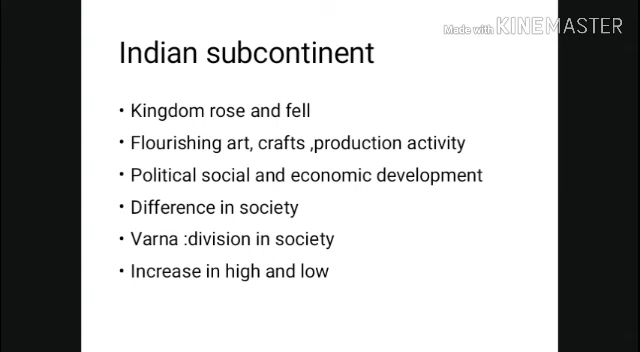 Made with KINEMASTER
Indian subcontinent
• Kingdom rose and fell
• Flourishing art, crafts ,production activity
• Political social and economic development
• Difference in society
• Varna :division in society
• Increase in high and low